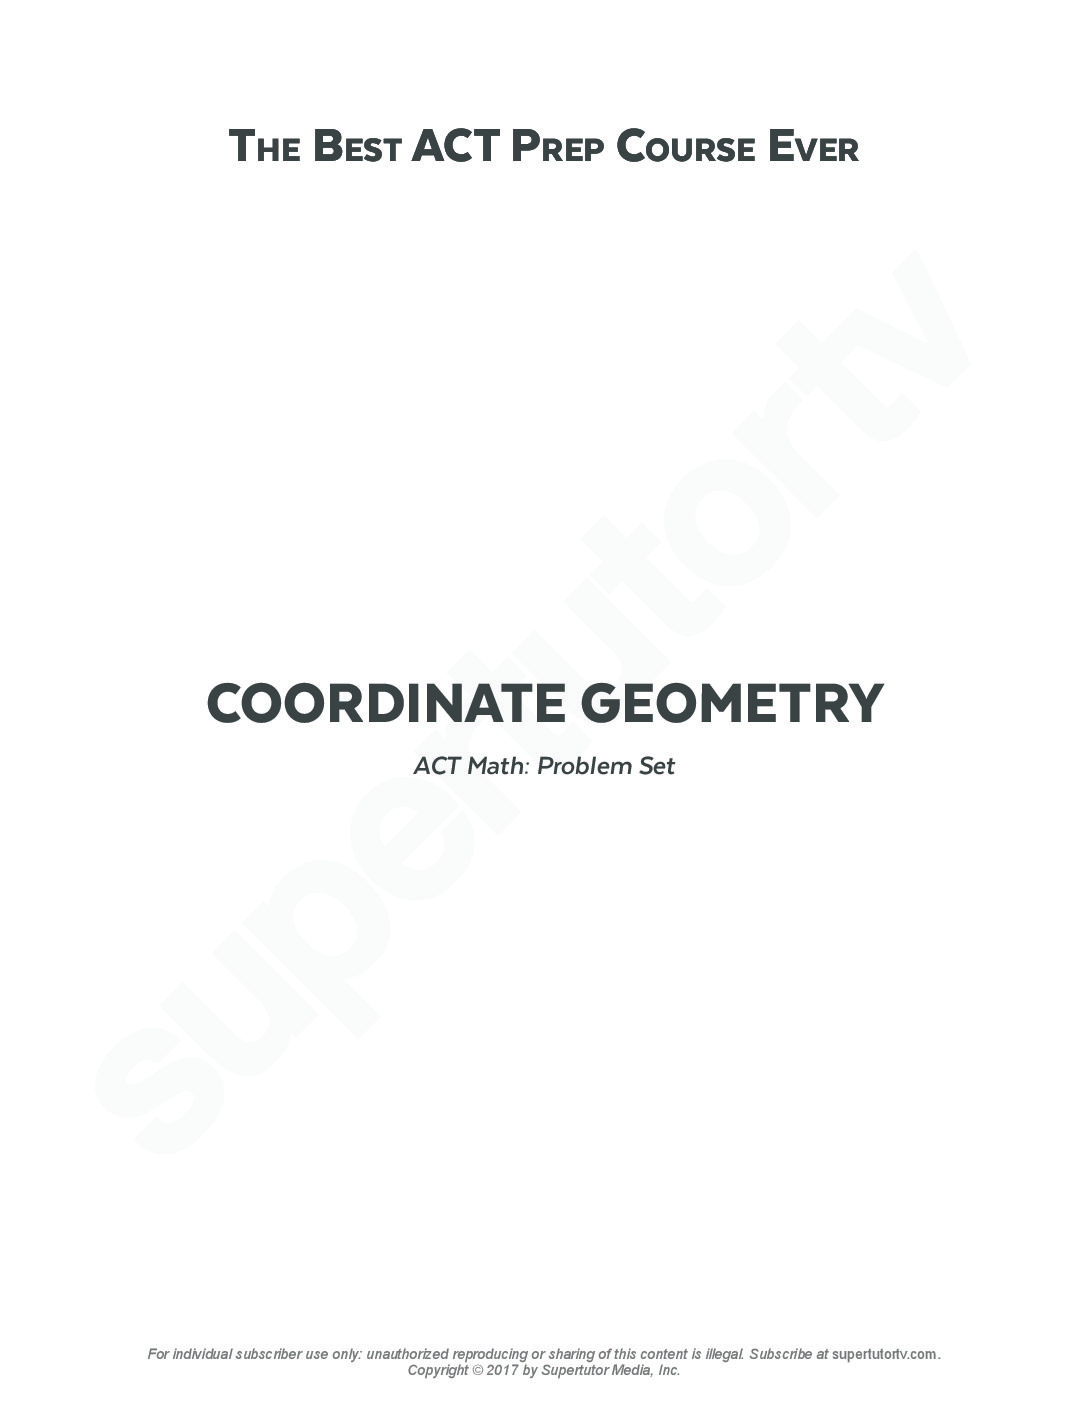 The Best ACT Prep Course Ever
supertutortv
COORDINATE GEOMETRY
ACT Math: Problem Set
For individual subscriber use only: unauthorized reproducing or sharing of this content is illegal. Subscribe at supertutortv.com.
Copyright © 2017 by Supertutor Media, Inc.